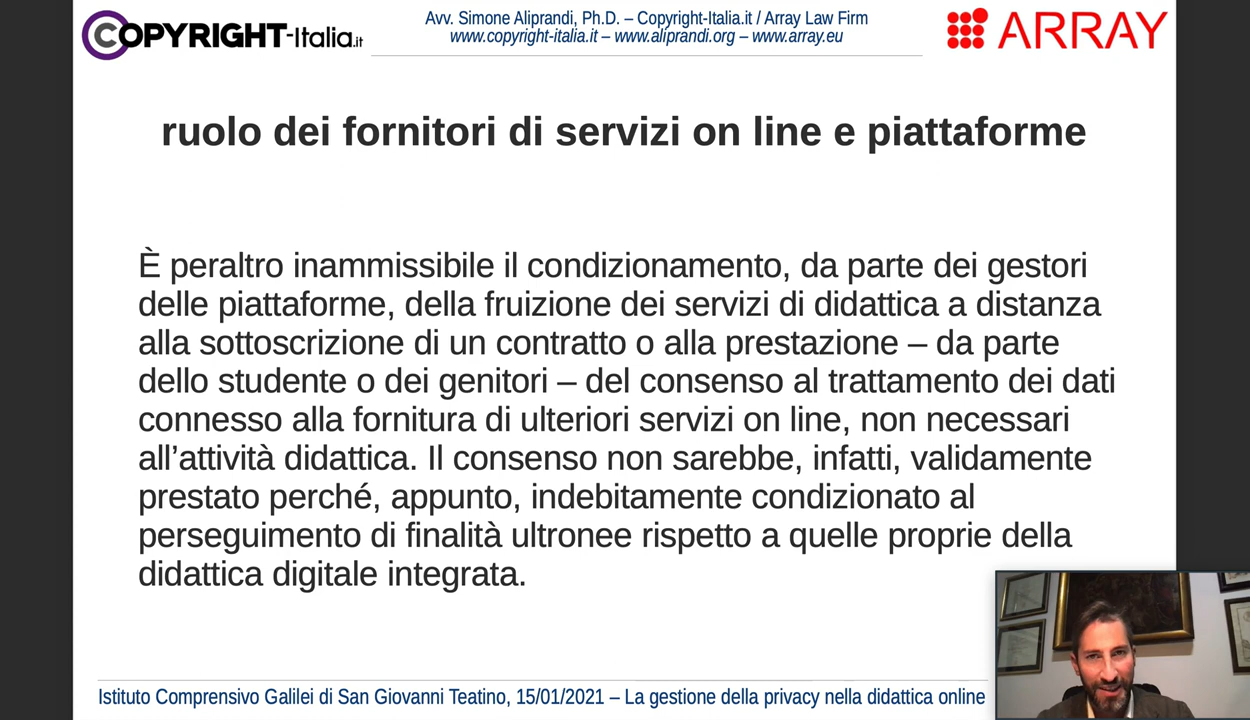 COPYRIGHT-Italia.it
Avv. Simone Aliprandi, Ph.D. – Copyright-Italia.it / Array Law Firm
www.copyright-italia.it – www.aliprandi.org – www.array.eu
ARRAY
ruolo dei fornitori di servizi on line e piattaforme
È peraltro inammissibile il condizionamento, da parte dei gestori
delle piattaforme, della fruizione dei servizi di didattica a distanza
alla sottoscrizione di un contratto o alla prestazione – da parte
dello studente o dei genitori – del consenso al trattamento dei dati
connesso alla fornitura di ulteriori servizi on line, non necessari
all’attività didattica. Il consenso non sarebbe, infatti, validamente
prestato perché, appunto, indebitamente condizionato al
perseguimento di finalità ultronee rispetto a quelle proprie della
didattica digitale integrata.
Istituto Comprensivo Galilei di San Giovanni Teatino, 15/01/2021 – La gestione della privacy nella didattica online